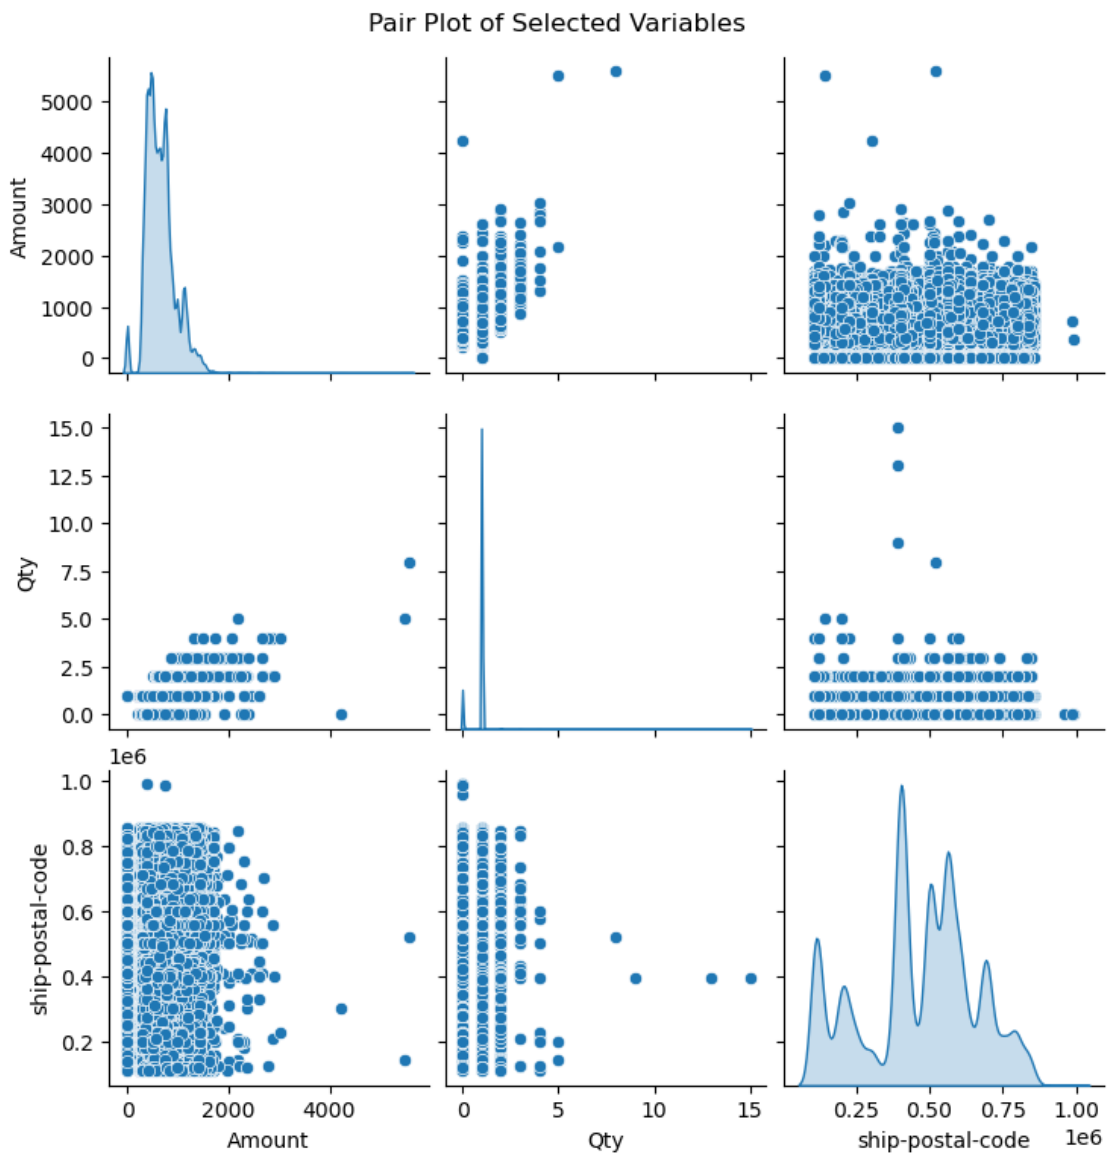 Pair Plot of Selected Variables
5000
4000
3000
2000
1000
0
Amount
15.0
12.5
10.0
7.5
5.0
2.5
0.0
Qty
1e6
1.0
0.8
0.6
0.4
0.2
ship-postal-code
0 2000 4000
Amount
0 5 10 15
Qty
0.25 0.50 0.75 1.00
1e6
ship-postal-code